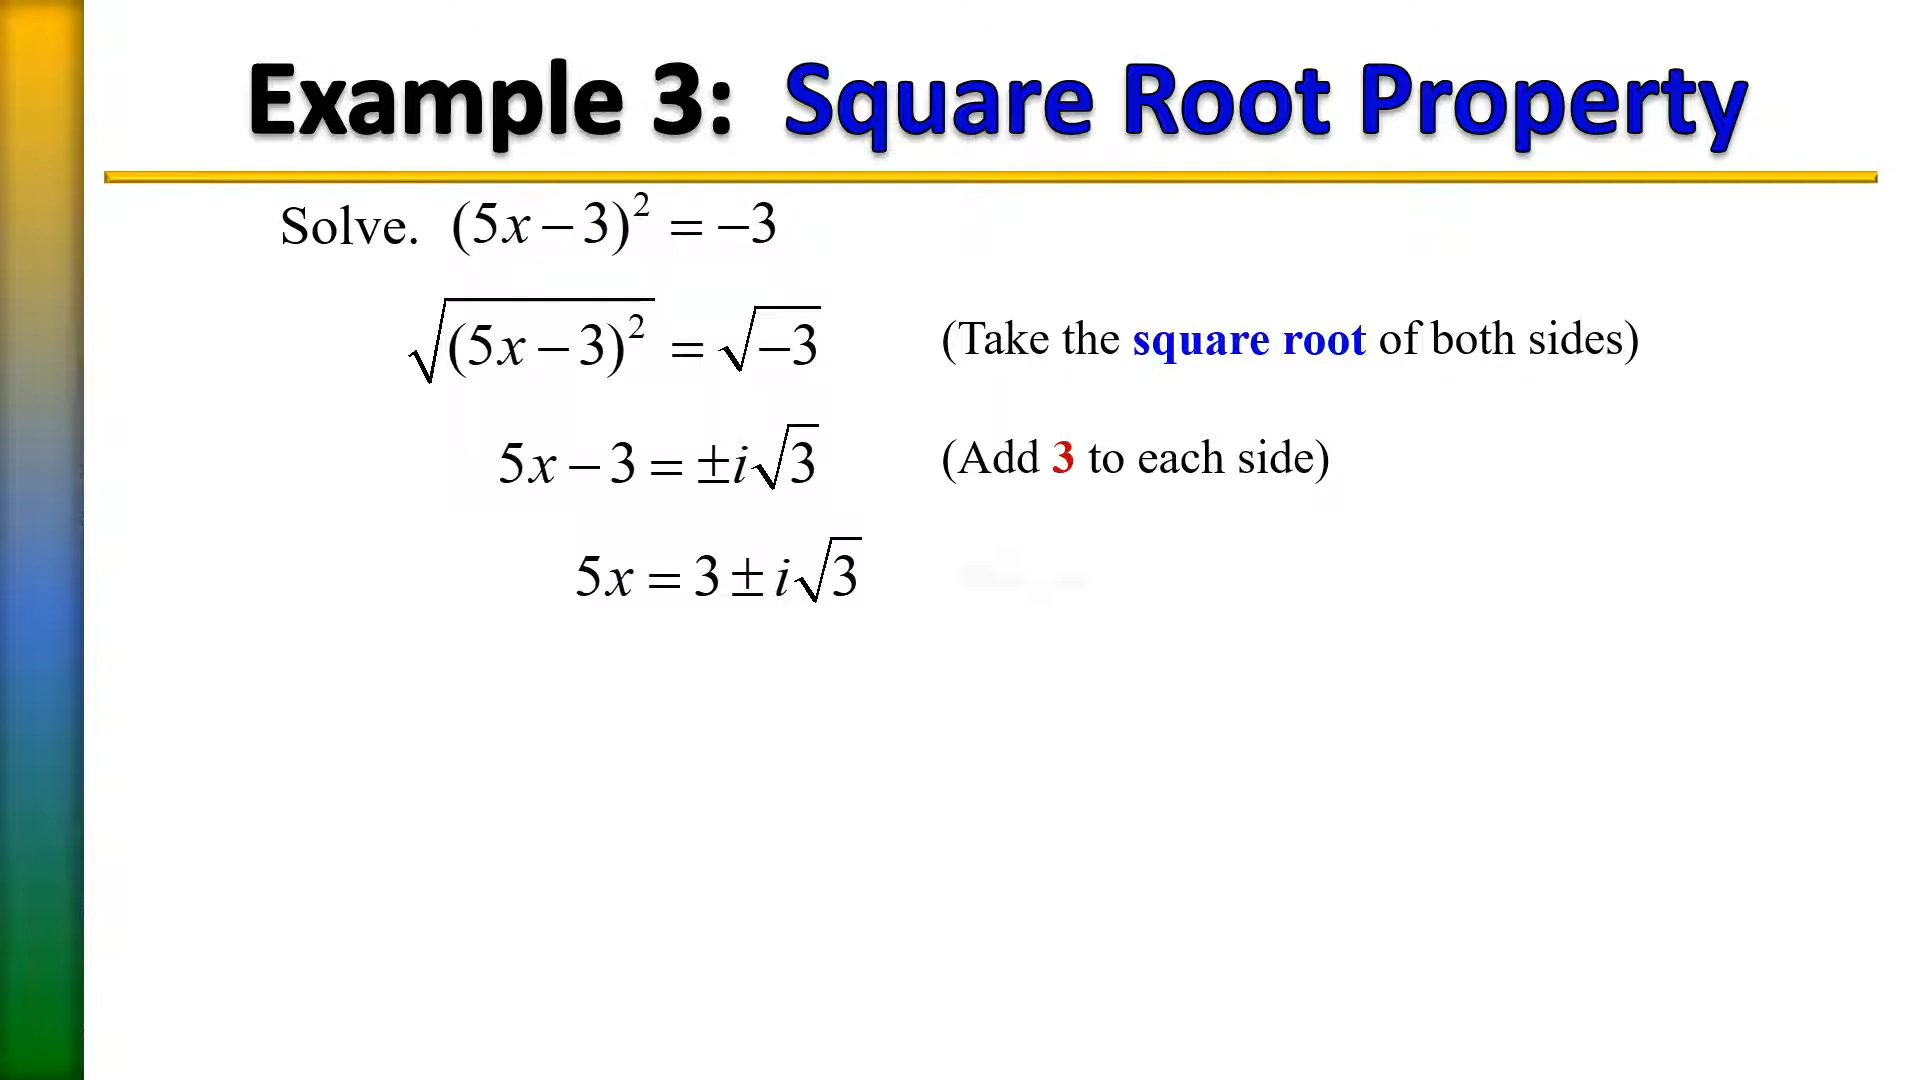 Example 3: Square Root Property
Solve. (5x − 3)² = −3
√(5x − 3)² = √−3 (Take the square root of both sides)
5x − 3 = ±i√3 (Add 3 to each side)
5x = 3 ± i√3